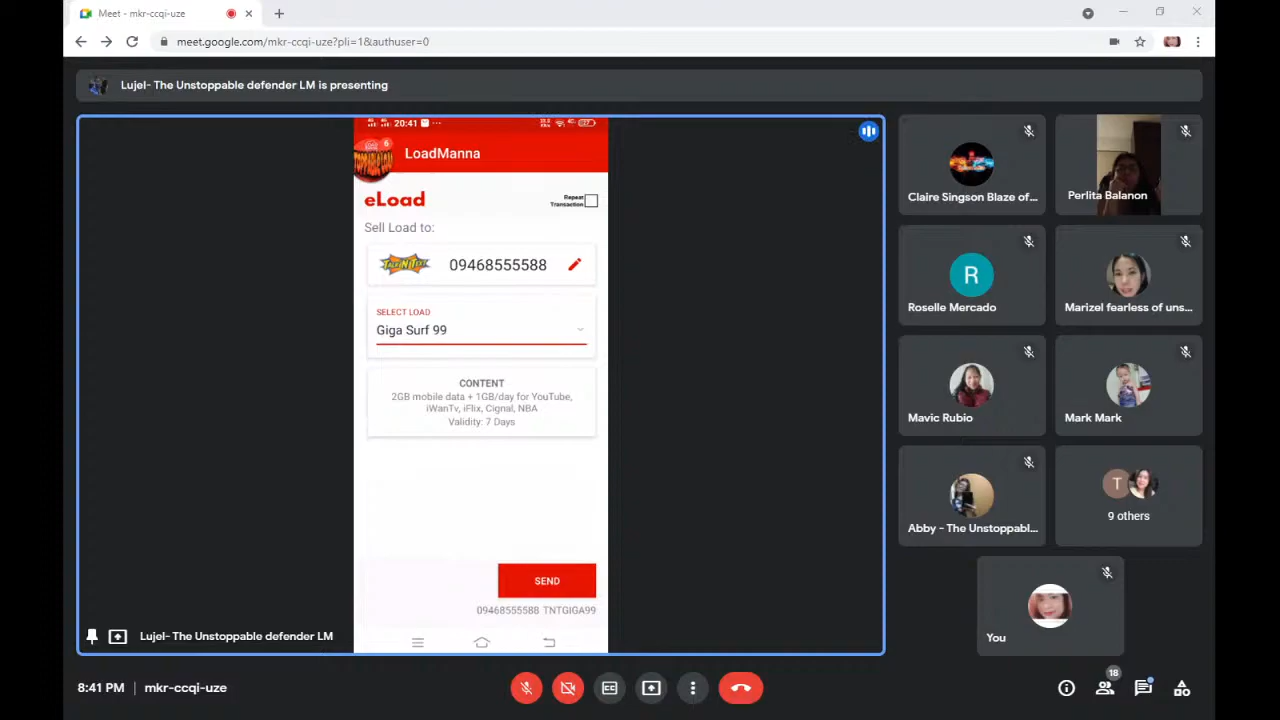 Meet - mkr-ccqi-uze
meet.google.com/mkr-ccqi-uze?pli=1&authuser=0
Lujel- The Unstoppable defender LM is presenting
20:41
6
LoadManna
eLoad
Repeat
Transaction
Sell Load to:
TALK 'N TEXT
09468555588
SELECT LOAD
Giga Surf 99
CONTENT
2GB mobile data + 1GB/day for YouTube,
iWanTv, iFlix, Cignal, NBA
Validity: 7 Days
SEND
09468555588 TNTGIGA99
Lujel- The Unstoppable defender LM
Claire Singson Blaze of...
Perlita Balanon
R
Roselle Mercado
Marizel fearless of uns...
Mavic Rubio
Mark Mark
Abby - The Unstoppabl...
T
9 others
You
8:41 PM
mkr-ccqi-uze
CC
18